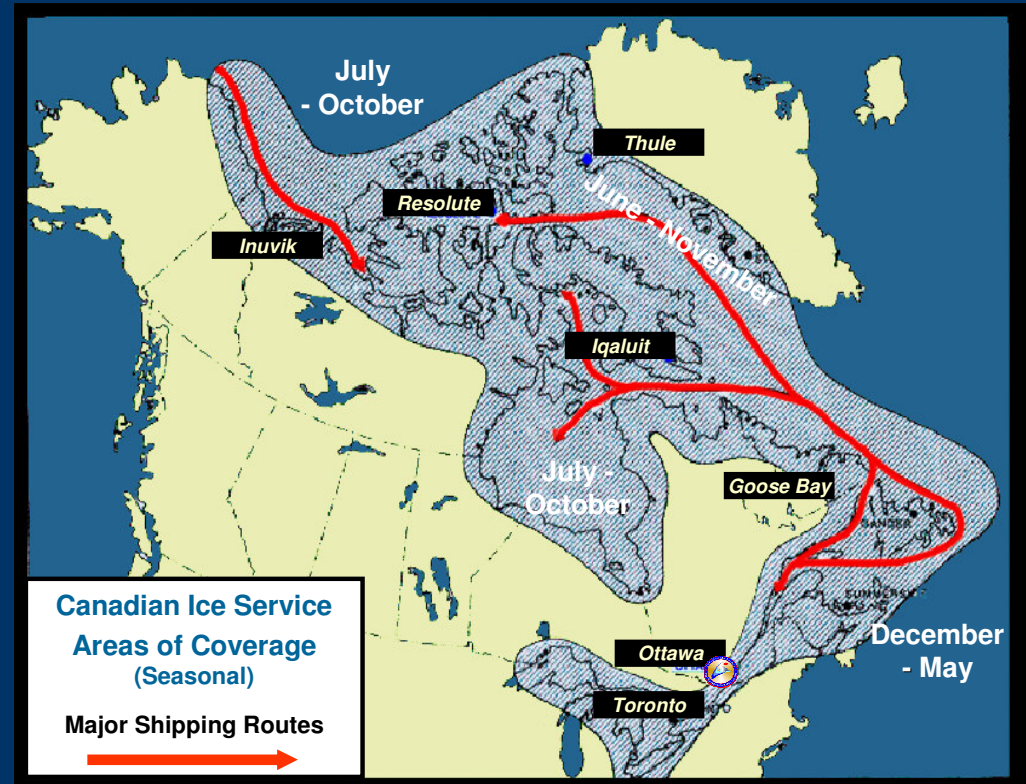 July
- October
Thule
June - November
Resolute
Inuvik
Iqaluit
July -
October
Goose Bay
GANDER
December
- May
Ottawa
Toronto
Canadian Ice Service
Areas of Coverage
(Seasonal)
Major Shipping Routes